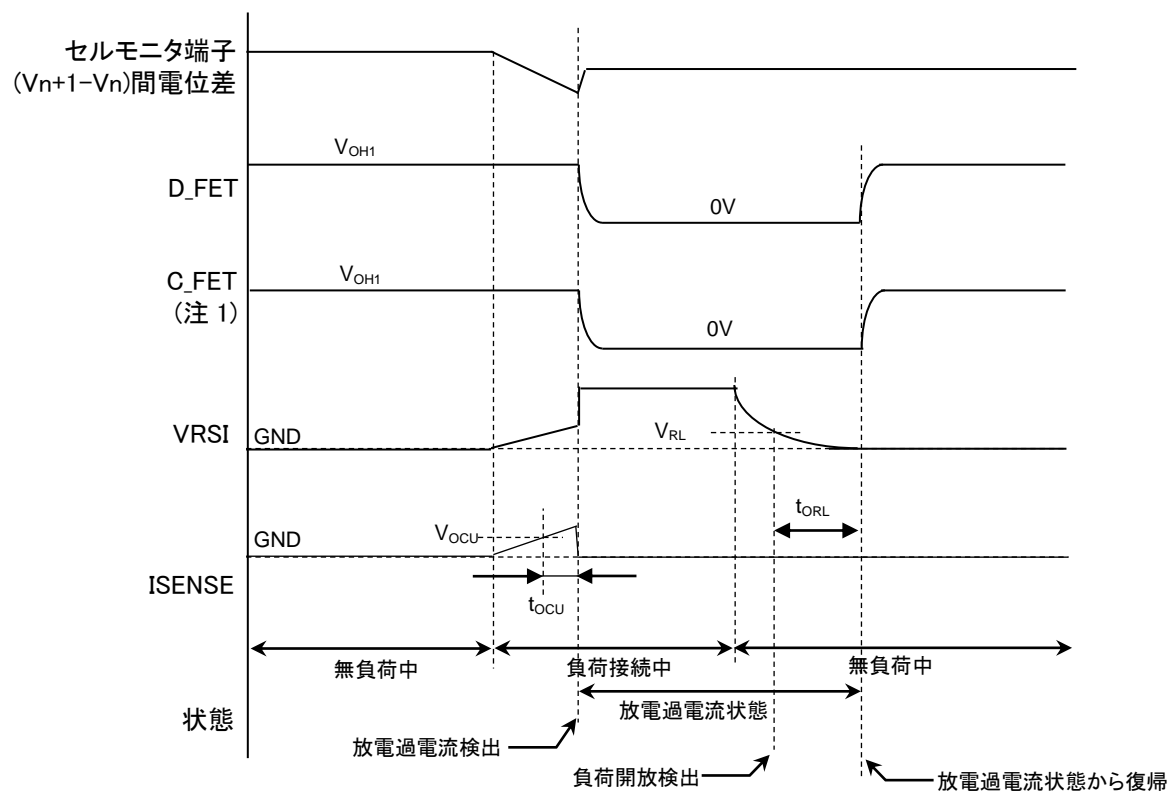 セルモニタ端子
(Vn+1-Vn)間電位差
VOH1
D_FET
0V
VOH1
C_FET
(注 1)
0V
VRSI
GND
VRL
tORL
VOCU
GND
ISENSE
tOCU
無負荷中
負荷接続中
無負荷中
放電過電流状態
状態
放電過電流検出
負荷開放検出
放電過電流状態から復帰